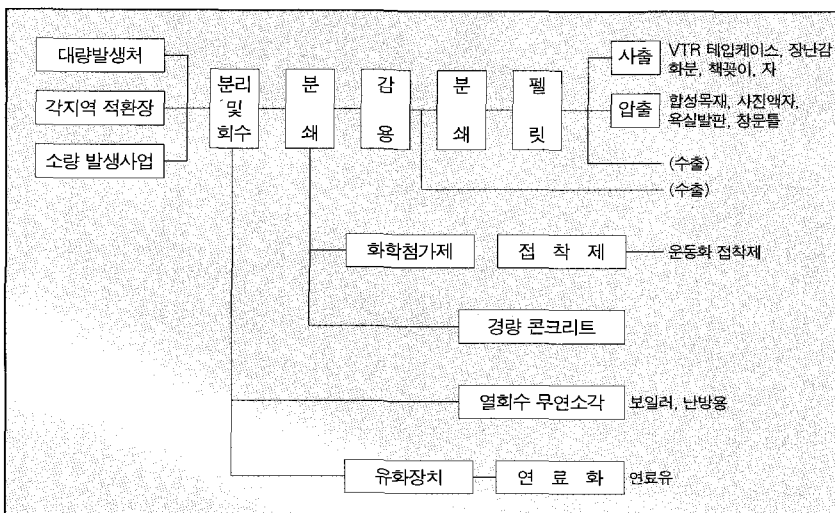 대량발생처
각지역 적환장
소량 발생사업
분리
및
회수
분
쇄
감
용
분
쇄
펠
릿
사출
VTR 테입케이스, 장난감
화분, 책꽂이, 자
압출
합성목재, 사진액자,
욕실발판, 창문틀
(수출)
(수출)
화학첨가제
접 착 제
운동화 접착제
경량 콘크리트
열회수 무연소각
보일러, 난방용
유화장치
연 료 화
연료유